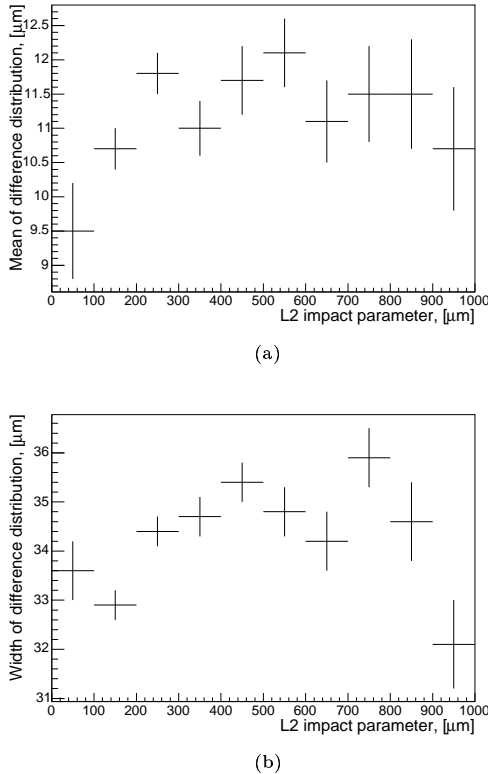 Mean of difference distribution, [μm]
12.5
12
11.5
11
10.5
10
9.5
9
0 100 200 300 400 500 600 700 800 900 1000
L2 impact parameter, [μm]
(a)
Width of difference distribution, [μm]
36
35
34
33
32
31
0 100 200 300 400 500 600 700 800 900 1000
L2 impact parameter, [μm]
(b)